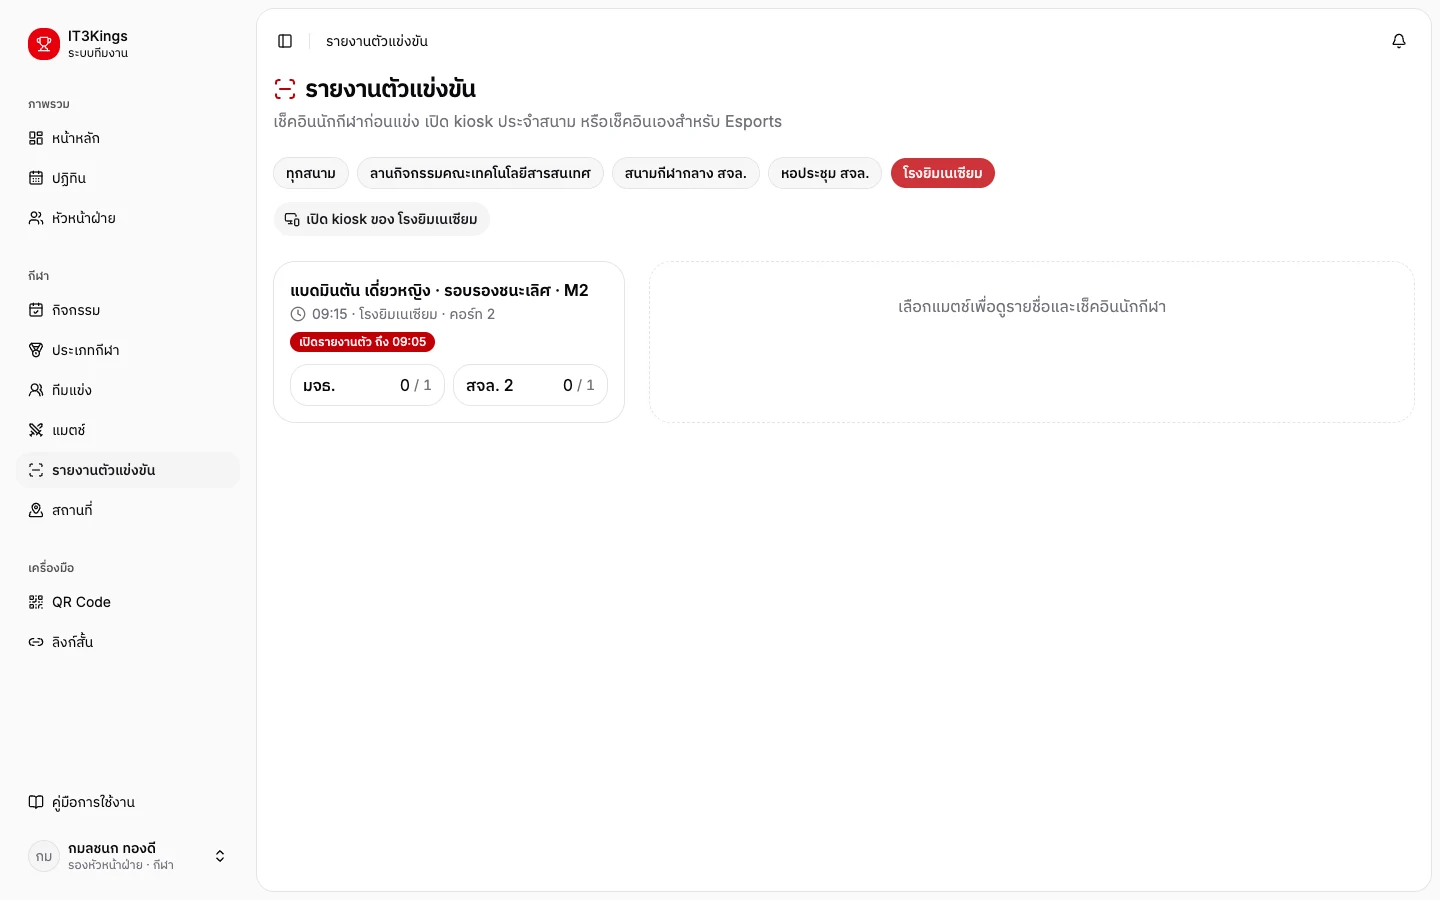 IT3Kings
ระบบทีมงาน
ภาพรวม
หน้าหลัก
ปฏิทิน
หัวหน้าฝ่าย
กีฬา
กิจกรรม
ประเภทกีฬา
ทีมแข่ง
แมตช์
รายงานตัวแข่งขัน
สถานที่
เครื่องมือ
QR Code
ลิงก์สั้น
คู่มือการใช้งาน
กม
กมลชนก ทองดี
รองหัวหน้าฝ่าย · กีฬา
รายงานตัวแข่งขัน
รายงานตัวแข่งขัน
เช็คอินนักกีฬาก่อนแข่ง เปิด kiosk ประจำสนาม หรือเช็คอินเองสำหรับ Esports
ทุกสนาม ลานกิจกรรมคณะเทคโนโลยีสารสนเทศ สนามกีฬากลาง สจล. หอประชุม สจล. โรงยิมเนเซียม
เปิด kiosk ของ โรงยิมเนเซียม
แบดมินตัน เดี่ยวหญิง · รอบรองชนะเลิศ · M2
09:15 · โรงยิมเนเซียม · คอร์ท 2
เปิดรายงานตัว ถึง 09:05
มจธ. 0 / 1 สจล. 2 0 / 1
เลือกแมตช์เพื่อดูรายชื่อและเช็คอินนักกีฬา